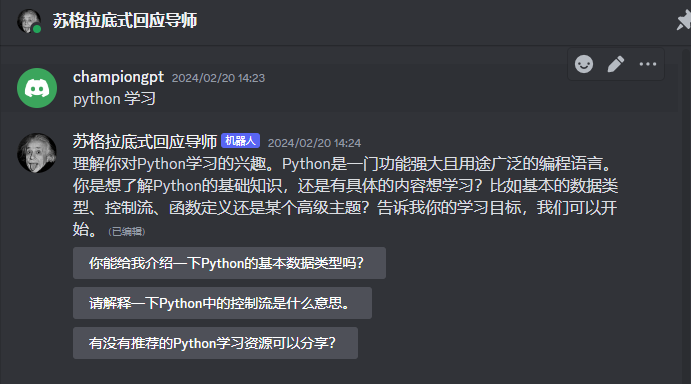 苏格拉底式回应导师
championgpt 2024/02/20 14:23
python 学习
苏格拉底式回应导师 机器人 2024/02/20 14:24
理解你对Python学习的兴趣。Python是一门功能强大且用途广泛的编程语言。
你是想了解Python的基础知识，还是有具体的内容想学习？比如基本的数据类
型、控制流、函数定义还是某个高级主题？告诉我你的学习目标，我们可以开
始。 (已编辑)
你能给我介绍一下Python的基本数据类型吗？
请解释一下Python中的控制流是什么意思。
有没有推荐的Python学习资源可以分享？